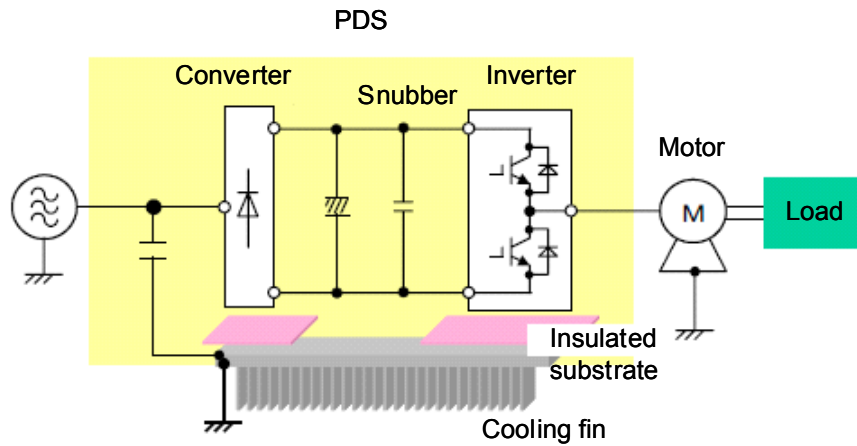 PDS
Converter
Snubber
Inverter
Motor
M
Load
Insulated
substrate
Cooling fin